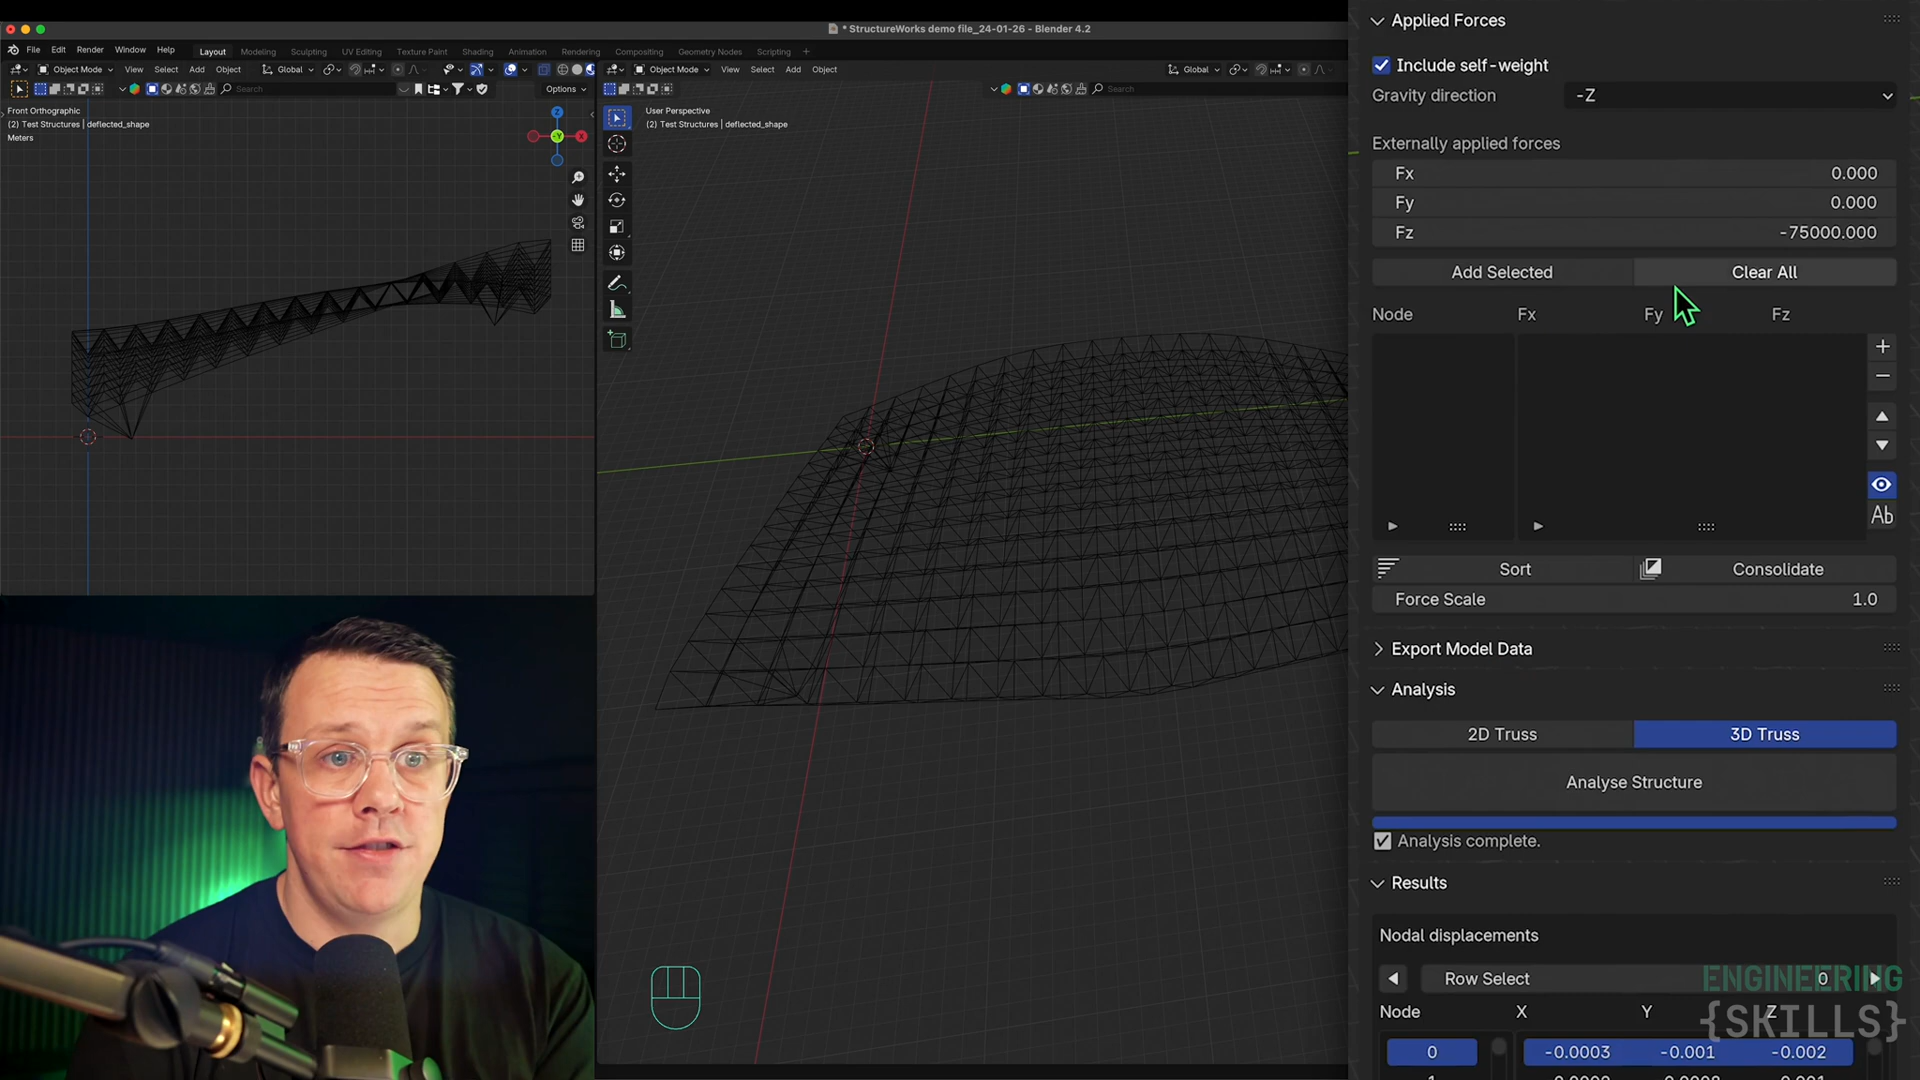 * StructureWorks demo file_24-01-26 - Blender 4.2
File Edit Render Window Help
Layout Modeling Sculpting UV Editing Texture Paint Shading Animation Rendering Compositing Geometry Nodes Scripting +
Object Mode View Select Add Object Global
Search Options
Front Orthographic
(2) Test Structures | deflected_shape
Meters
Z
-Y
X
Object Mode View Select Add Object Global
Search
User Perspective
(2) Test Structures | deflected_shape
Applied Forces
Include self-weight
Gravity direction -Z
Externally applied forces
Fx 0.000
Fy 0.000
Fz -75000.000
Add Selected Clear All
Node Fx Fy Fz
Ab
Sort Consolidate
Force Scale 1.0
Export Model Data
Analysis
2D Truss 3D Truss
Analyse Structure
Analysis complete.
Results
Nodal displacements
Row Select 0
Node X Y Z
0 -0.0003 -0.001 -0.002
ENGINEERING
{SKILLS}